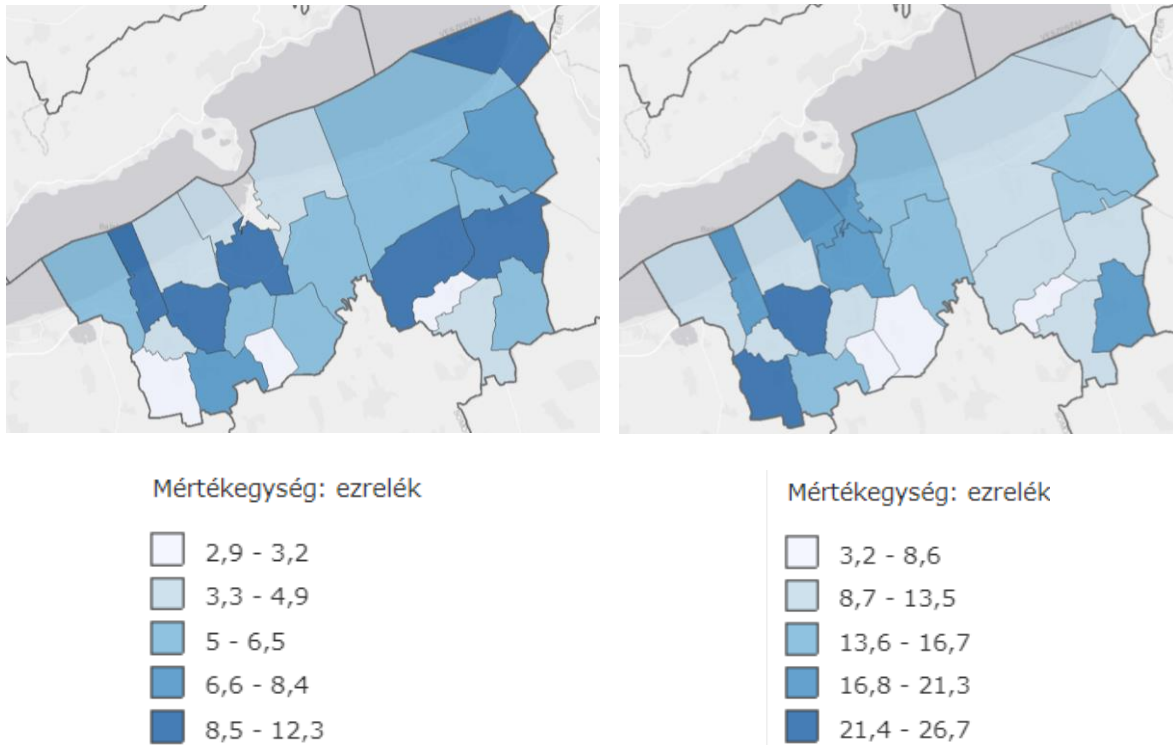 Mértékegység: ezrelék
2,9 - 3,2
3,3 - 4,9
5 - 6,5
6,6 - 8,4
8,5 - 12,3
Mértékegység: ezrelék
3,2 - 8,6
8,7 - 13,5
13,6 - 16,7
16,8 - 21,3
21,4 - 26,7